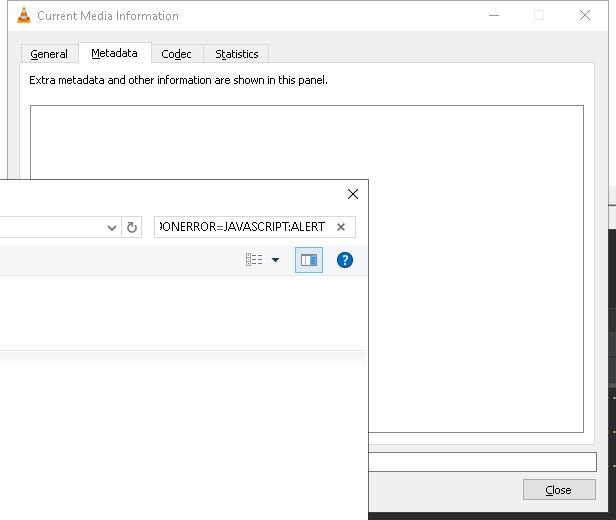 Current Media Information
General Metadata Codec Statistics
Extra metadata and other information are shown in this panel.
ONERROR=JAVASCRIPT:ALERT
?
Close